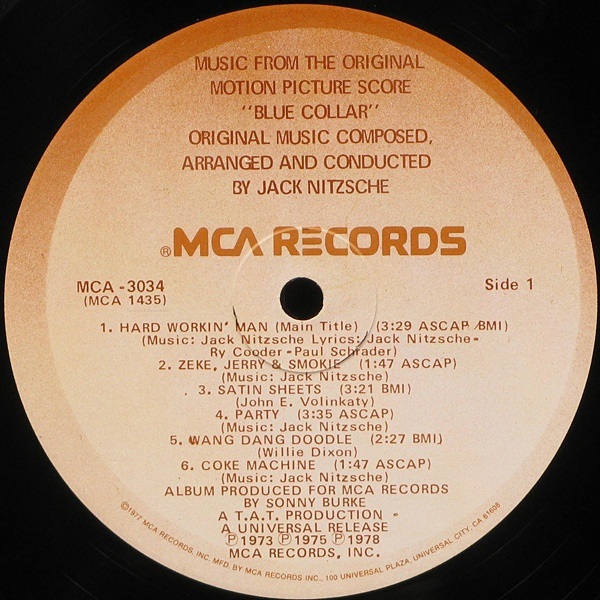 MUSIC FROM THE ORIGINAL
MOTION PICTURE SCORE
"BLUE COLLAR"
ORIGINAL MUSIC COMPOSED,
ARRANGED AND CONDUCTED
BY JACK NITZSCHE
®MCA RECORDS
MCA-3034
(MCA 1435)
Side 1
1. HARD WORKIN' MAN (Main Title) (3:29 ASCAP/BMI)
(Music: Jack Nitzsche Lyrics: Jack Nitzsche-
Ry Cooder-Paul Schrader)
2. ZEKE, JERRY & SMOKIE (1:47 ASCAP)
(Music: Jack Nitzsche)
3. SATIN SHEETS (3:21 BMI)
(John E. Volinkaty)
4. PARTY (3:35 ASCAP)
(Music: Jack Nitzsche)
5. WANG DANG DOODLE (2:27 BMI)
(Willie Dixon)
6. COKE MACHINE (1:47 ASCAP)
(Music: Jack Nitzsche)
ALBUM PRODUCED FOR MCA RECORDS
BY SONNY BURKE
A T.A.T. PRODUCTION -
A UNIVERSAL RELEASE
Ⓟ1973 Ⓟ1975 Ⓟ1978
MCA RECORDS, INC.
©1977 MCA RECORDS, INC. MFD. BY MCA RECORDS INC., 100 UNIVERSAL PLAZA, UNIVERSAL CITY, CA 91608